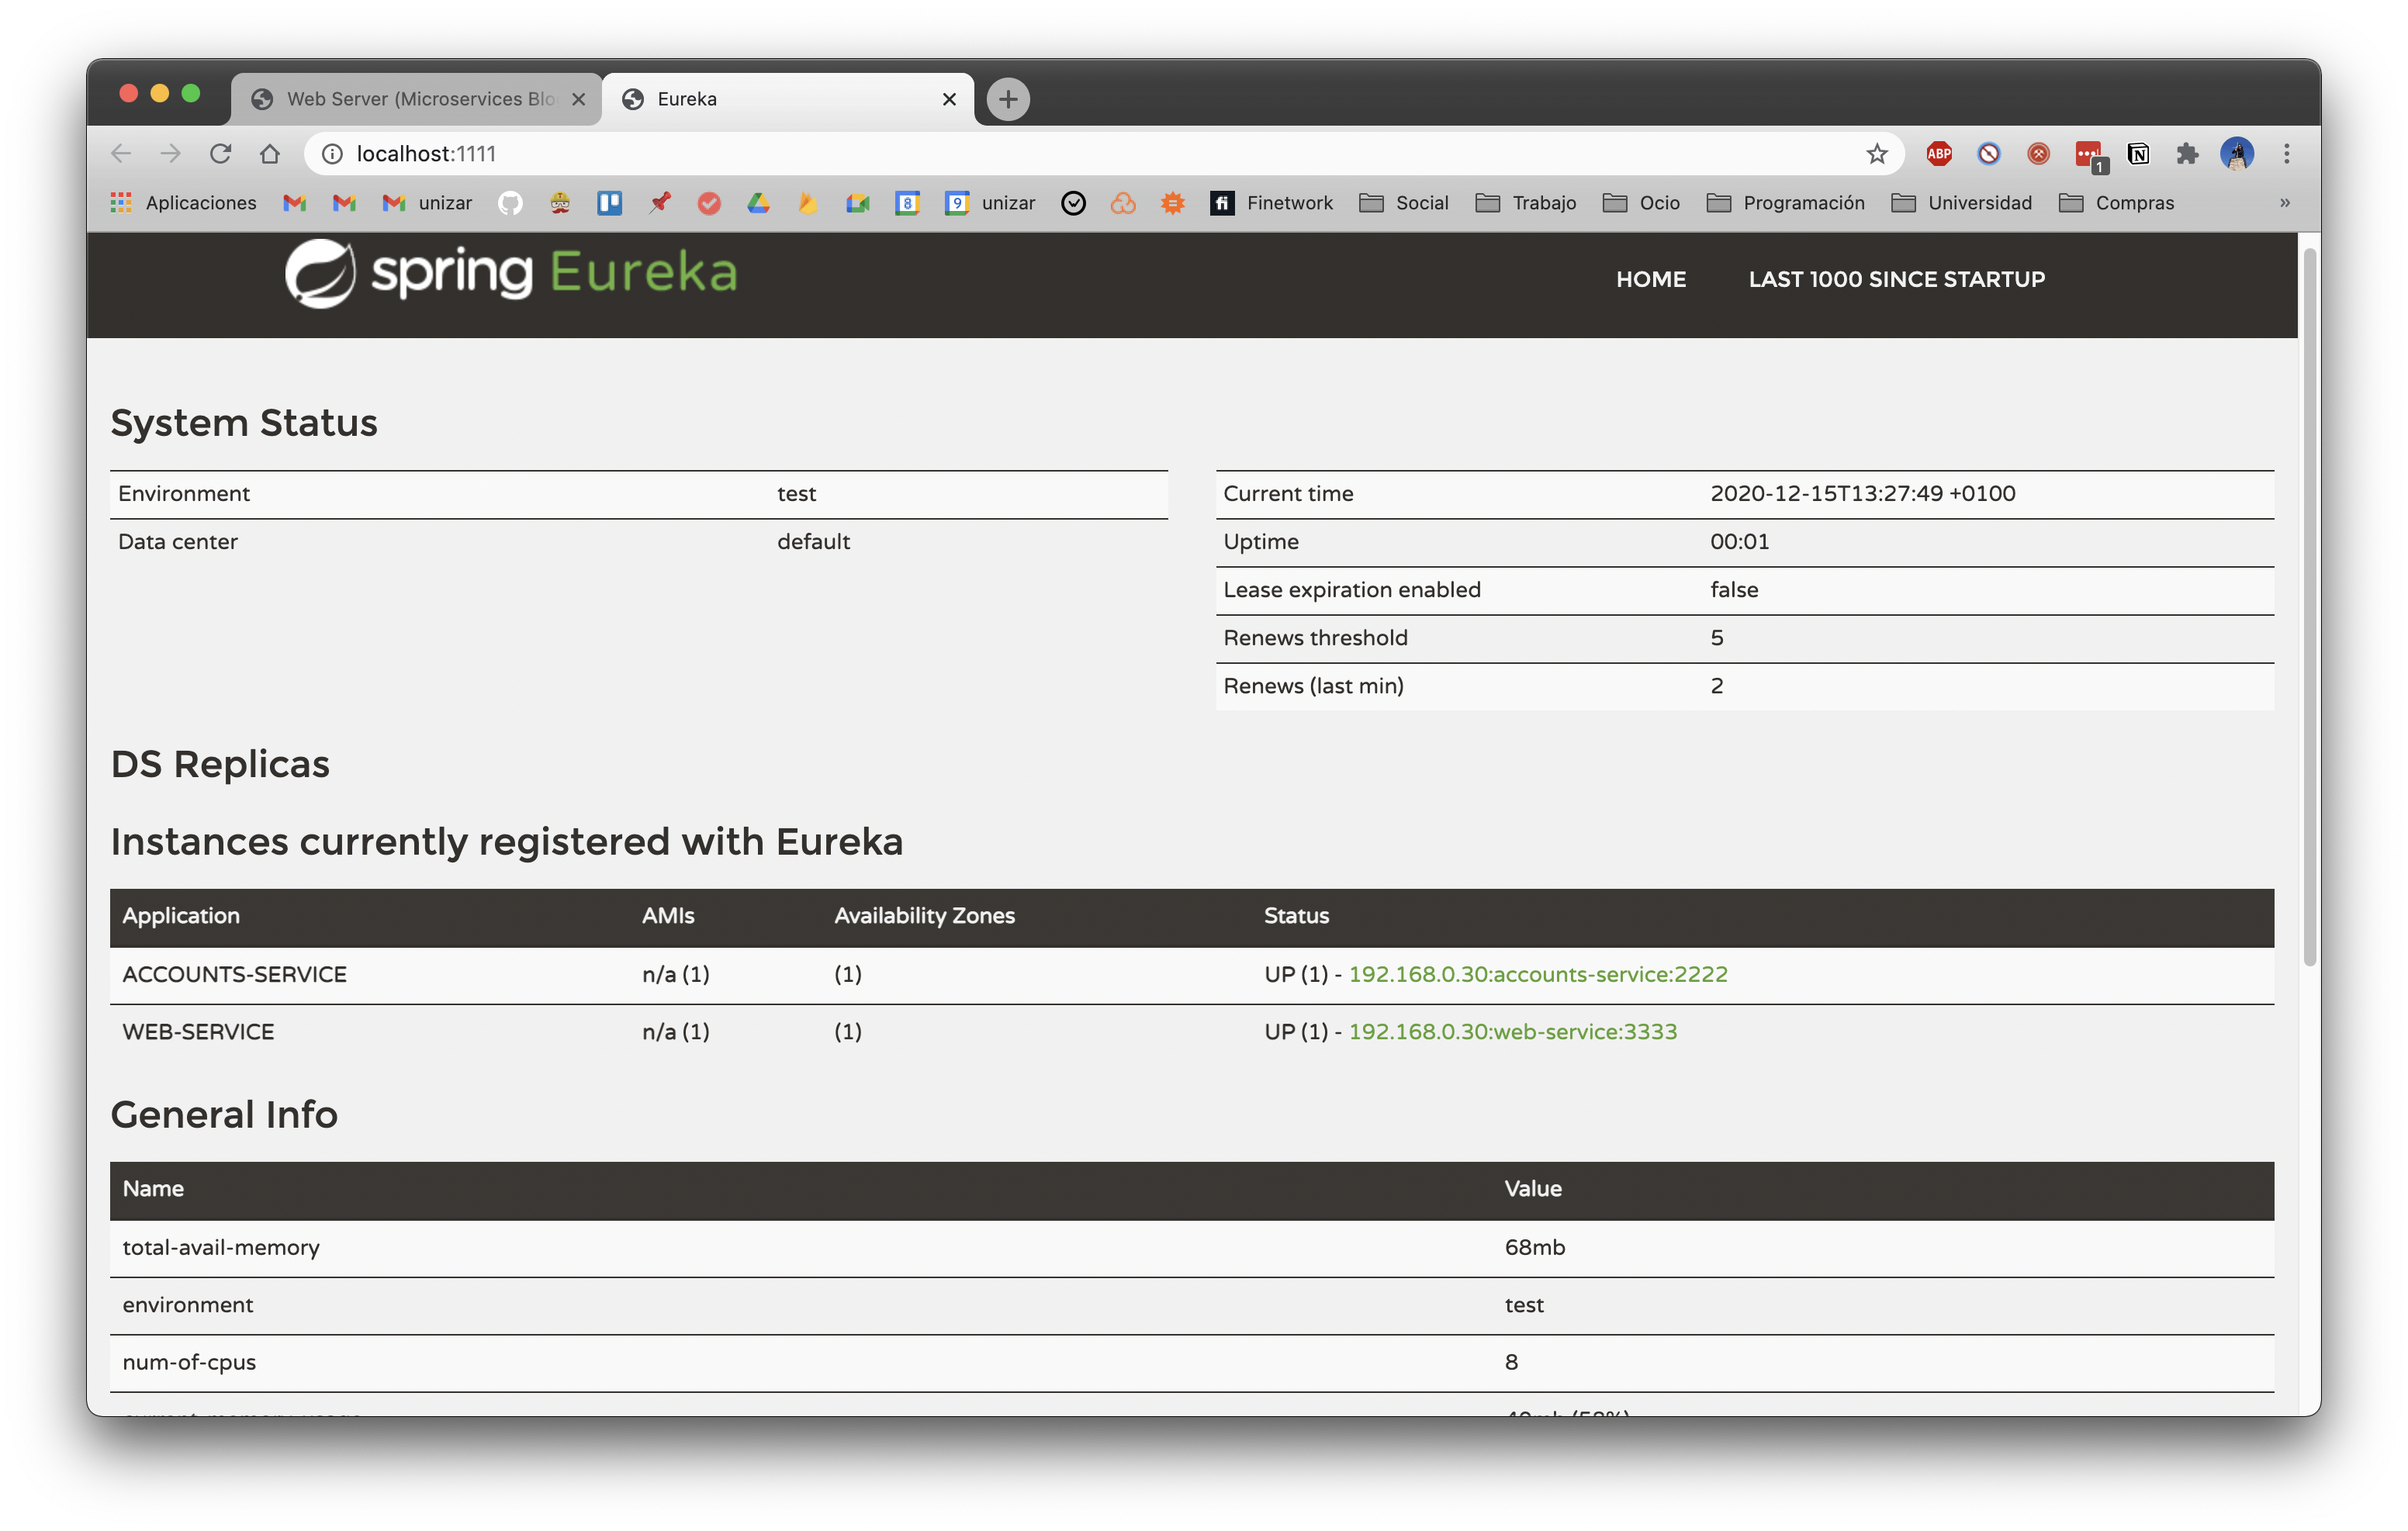 Web Server (Microservices Blo
Eureka
localhost:1111
ABP
1
Aplicaciones
unizar
8
9
unizar
fi
Finetwork
Social
Trabajo
Ocio
Programación
Universidad
Compras
»
spring Eureka
HOME
LAST 1000 SINCE STARTUP
System Status
Environment test
Data center default
Current time 2020-12-15T13:27:49 +0100
Uptime 00:01
Lease expiration enabled false
Renews threshold 5
Renews (last min) 2
DS Replicas
Instances currently registered with Eureka
Application AMIs Availability Zones Status
ACCOUNTS-SERVICE n/a (1) (1) UP (1) - 192.168.0.30:accounts-service:2222
WEB-SERVICE n/a (1) (1) UP (1) - 192.168.0.30:web-service:3333
General Info
Name Value
total-avail-memory 68mb
environment test
num-of-cpus 8